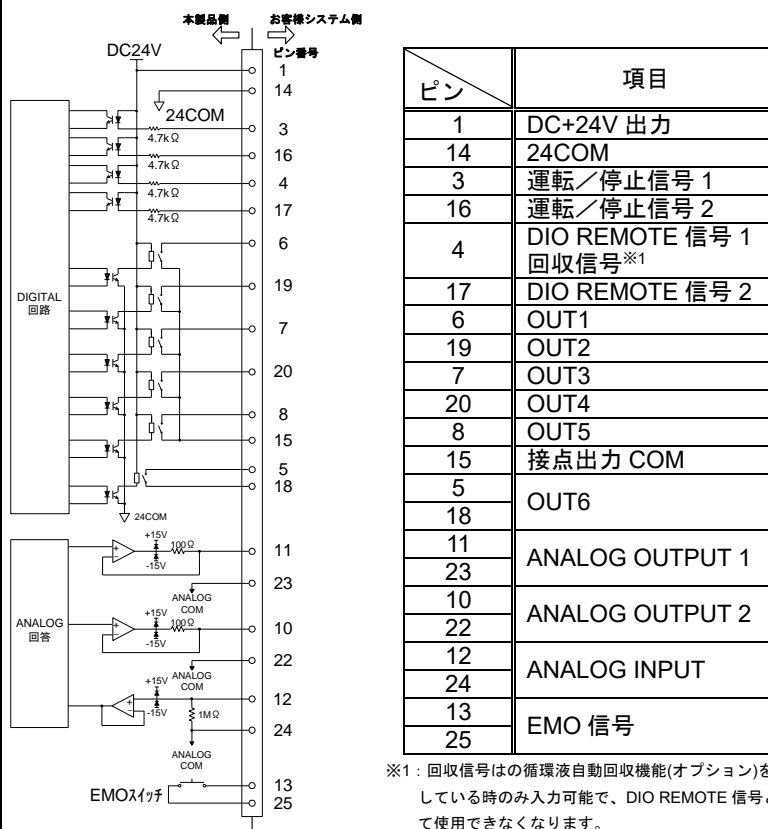 本製品側 お客様システム側
ピン番号
DC24V
1
14
24COM
3
4.7kΩ
16
4.7kΩ
4
4.7kΩ
17
4.7kΩ
6
19
DIGITAL
回路
7
20
8
15
5
18
24COM
+15V
100Ω
-15V
11
23
ANALOG
COM
ANALOG
回答
+15V
100Ω
-15V
10
22
ANALOG
COM
+15V
-15V
12
1MΩ
24
ANALOG
COM
EMOスイッチ
13
25
ピン 項目
1 DC+24V 出力
14 24COM
3 運転／停止信号 1
16 運転／停止信号 2
4 DIO REMOTE 信号 1
回収信号※1
17 DIO REMOTE 信号 2
6 OUT1
19 OUT2
7 OUT3
20 OUT4
8 OUT5
15 接点出力 COM
5 OUT6
18
11 ANALOG OUTPUT 1
23
10 ANALOG OUTPUT 2
22
12 ANALOG INPUT
24
13 EMO 信号
25
※1：回収信号はの循環液自動回収機能(オプション)を
している時のみ入力可能で、DIO REMOTE 信号
て使用できなくなります。